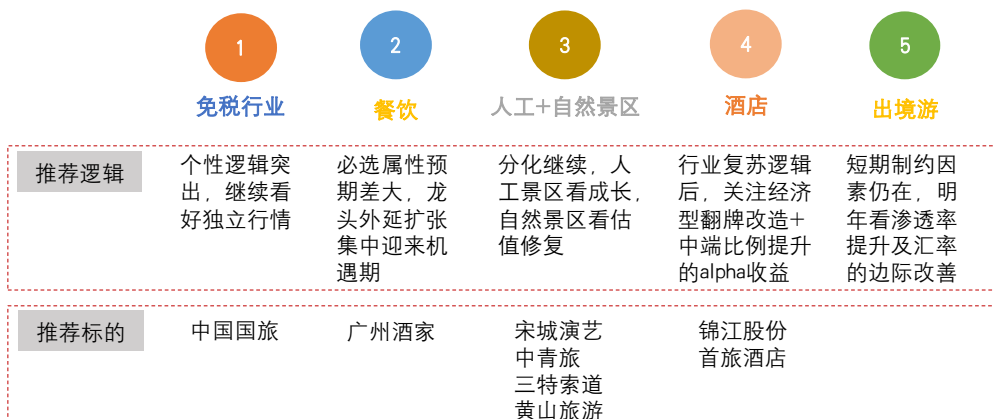 1
2
3
4
5
免税行业
餐饮
人工+自然景区
酒店
出境游
推荐逻辑
个性逻辑突
出，继续看
好独立行情
必选属性预
期差大，龙
头外延扩张
集中迎来机
遇期
分化继续，人
工景区看成长，
自然景区看估
值修复
行业复苏逻辑
后，关注经济
型翻牌改造+
中端比例提升
的alpha收益
短期制约因
素仍在，明
年看渗透率
提升及汇率
的边际改善
推荐标的
中国国旅
广州酒家
宋城演艺
中青旅
三特索道
黄山旅游
锦江股份
首旅酒店